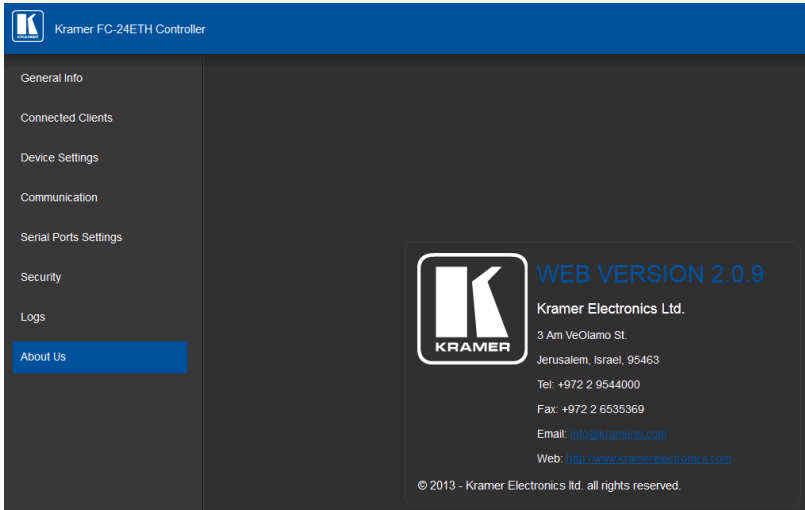 KRAMER
Kramer FC-24ETH Controller
General Info
Connected Clients
Device Settings
Communication
Serial Ports Settings
Security
Logs
About Us
KRAMER
WEB VERSION 2.0.9
Kramer Electronics Ltd.
3 Am VeOlamo St.
Jerusalem, Israel, 95463
Tel: +972 2 9544000
Fax: +972 2 6535369
Email: info@kramerel.com
Web: http://www.kramerelectronics.com
© 2013 - Kramer Electronics ltd. all rights reserved.